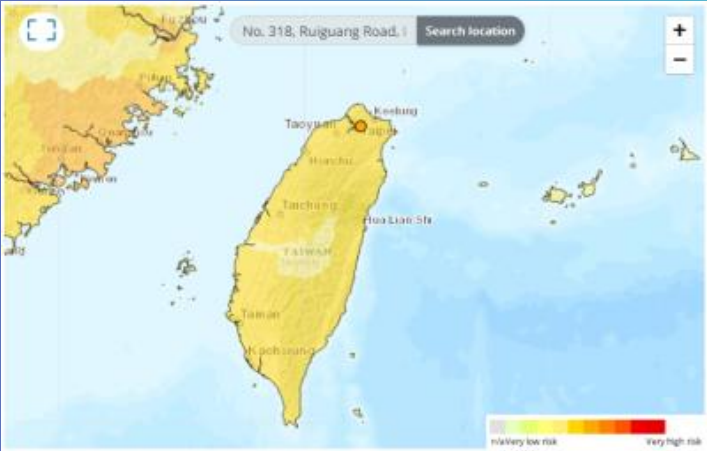 No. 318, Ruiguang Road,
Search location
+
−
Keelung
Taoyuan
Taipei
Hsinchu
Taichung
Hua Lian Shi
TAIWAN
Tainan
Kaohsiung
n/a Very low risk
Very high risk